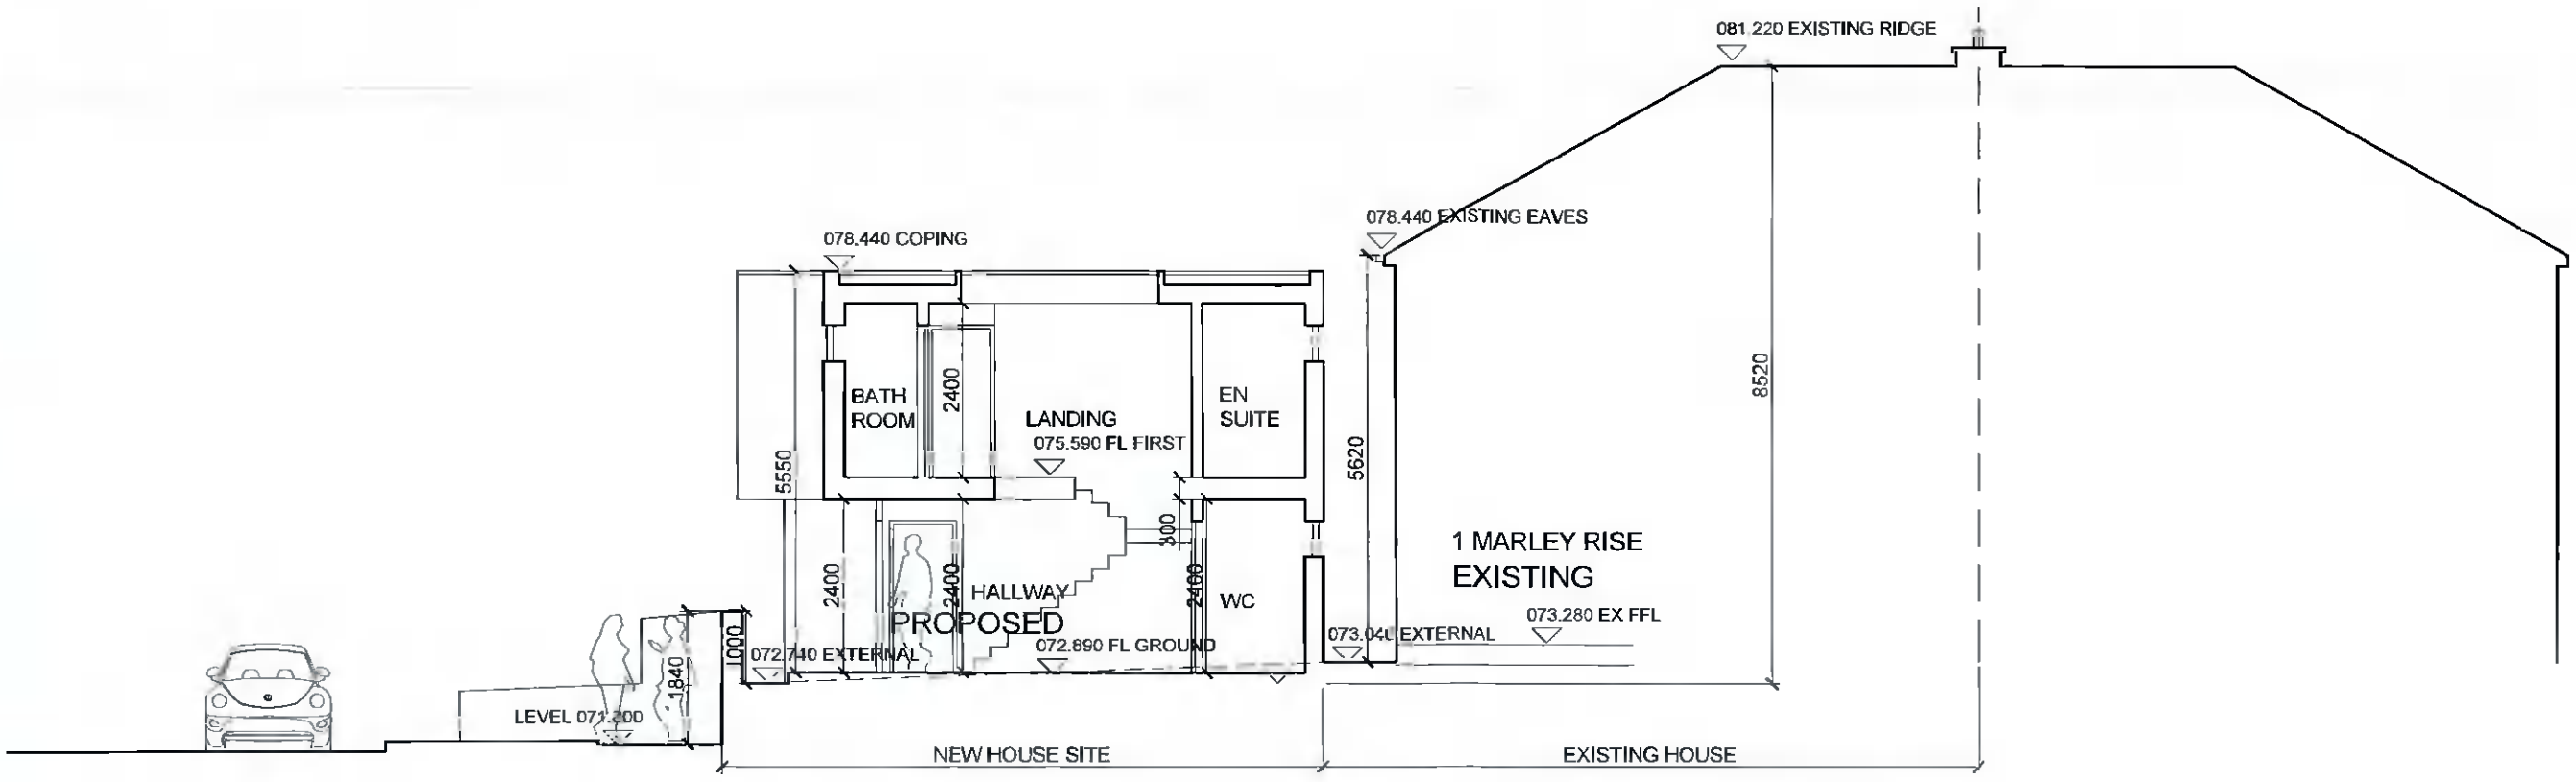 081.220 EXISTING RIDGE
078.440 EXISTING EAVES
078.440 COPING
BATH
ROOM
2400
LANDING
075.590 FL FIRST
EN
SUITE
8520
5550
5620
300
2400
2400
HALLWAY
2400
WC
PROPOSED
1 MARLEY RISE
EXISTING
073.280 EX FFL
073.040 EXTERNAL
072.740 EXTERNAL
072.890 FL GROUND
1000
1840
LEVEL 071.200
NEW HOUSE SITE
EXISTING HOUSE